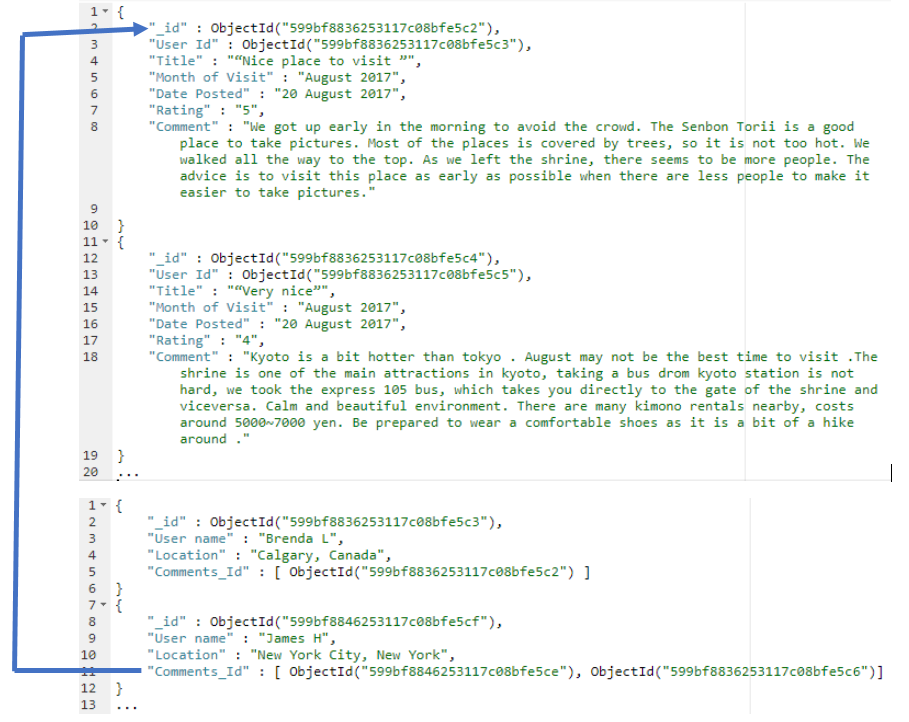 1 {
2 "_id" : ObjectId("599bf8836253117c08bfe5c2"),
3 "User Id" : ObjectId("599bf8836253117c08bfe5c3"),
4 "Title" : "“Nice place to visit ”",
5 "Month of Visit" : "August 2017",
6 "Date Posted" : "20 August 2017",
7 "Rating" : "5",
8 "Comment" : "We got up early in the morning to avoid the crowd. The Senbon Torii is a good
place to take pictures. Most of the places is covered by trees, so it is not too hot. We
walked all the way to the top. As we left the shrine, there seems to be more people. The
advice is to visit this place as early as possible when there are less people to make it
easier to take pictures."
9
10 }
11 {
12 "_id" : ObjectId("599bf8836253117c08bfe5c4"),
13 "User Id" : ObjectId("599bf8836253117c08bfe5c5"),
14 "Title" : "“Very nice”",
15 "Month of Visit" : "August 2017",
16 "Date Posted" : "20 August 2017",
17 "Rating" : "4",
18 "Comment" : "Kyoto is a bit hotter than tokyo . August may not be the best time to visit .The
shrine is one of the main attractions in kyoto, taking a bus drom kyoto station is not
hard, we took the express 105 bus, which takes you directly to the gate of the shrine and
viceversa. Calm and beautiful environment. There are many kimono rentals nearby, costs
around 5000~7000 yen. Be prepared to wear a comfortable shoes as it is a bit of a hike
around ."
19 }
20 ...
1 {
2 "_id" : ObjectId("599bf8836253117c08bfe5c3"),
3 "User name" : "Brenda L",
4 "Location" : "Calgary, Canada",
5 "Comments_Id" : [ ObjectId("599bf8836253117c08bfe5c2") ]
6 }
7 {
8 "_id" : ObjectId("599bf8846253117c08bfe5cf"),
9 "User name" : "James H",
10 "Location" : "New York City, New York",
11 "Comments_Id" : [ ObjectId("599bf8846253117c08bfe5ce"), ObjectId("599bf8836253117c08bfe5c6")]
12 }
13 ...